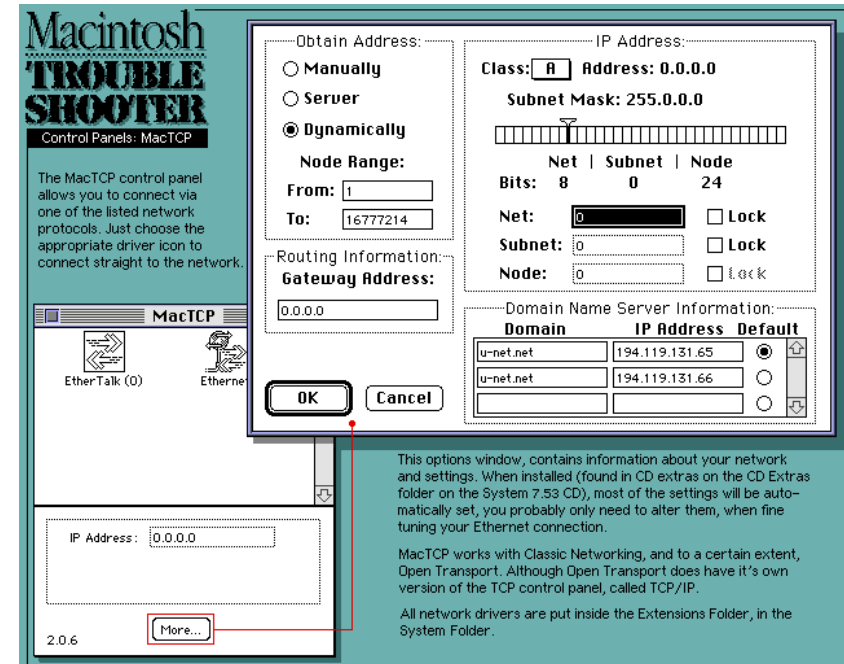 Macintosh
TROUBLE
SHOOTER
Control Panels: MacTCP
The MacTCP control panel
allows you to connect via
one of the listed network
protocols. Just choose the
appropriate driver icon to
connect straight to the network.
MacTCP
EtherTalk (0)
Etherne
IP Address: 0.0.0.0
More...
2.0.6
Obtain Address:
Manually
Server
Dynamically
Node Range:
From: 1
To: 16777214
Routing Information:
Gateway Address:
0.0.0.0
OK
Cancel
IP Address:
Class: A Address: 0.0.0.0
Subnet Mask: 255.0.0.0
Net | Subnet | Node
Bits: 8 0 24
Net: 0 Lock
Subnet: 0 Lock
Node: 0 Lock
Domain Name Server Information:
Domain IP Address Default
u-net.net 194.119.131.65
u-net.net 194.119.131.66
This options window, contains information about your network
and settings. When installed (found in CD extras on the CD Extras
folder on the System 7.53 CD), most of the settings will be auto-
matically set, you probably only need to alter them, when fine
tuning your Ethernet connection.
MacTCP works with Classic Networking, and to a certain extent,
Open Transport. Although Open Transport does have it's own
version of the TCP control panel, called TCP/IP.
All network drivers are put inside the Extensions Folder, in the
System Folder.